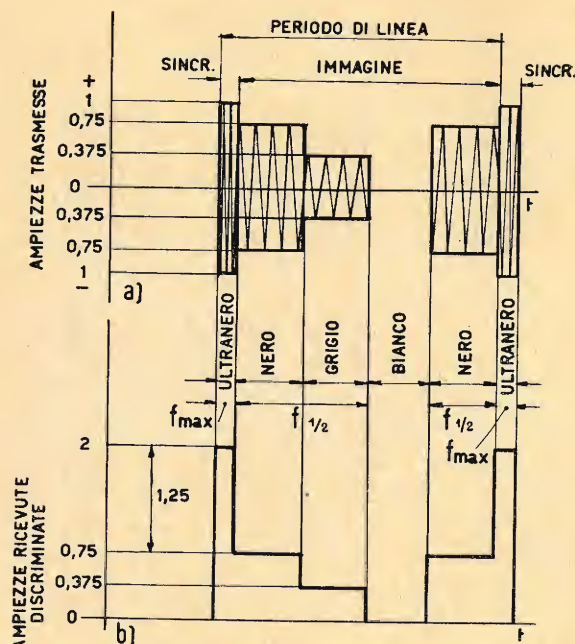 PERIODO DI LINEA
SINCR.
IMMAGINE
SINCR.
AMPIEZZE TRASMESSE
+
1
0,75
0,375
0
0,375
0,75
1
−
t
a)
ULTRANERO
NERO
GRIGIO
BIANCO
NERO
ULTRANERO
fmax
f 1/2
f 1/2
fmax
AMPIEZZE RICEVUTE
DISCRIMINATE
2
1,25
0,75
0,375
0
b)
t